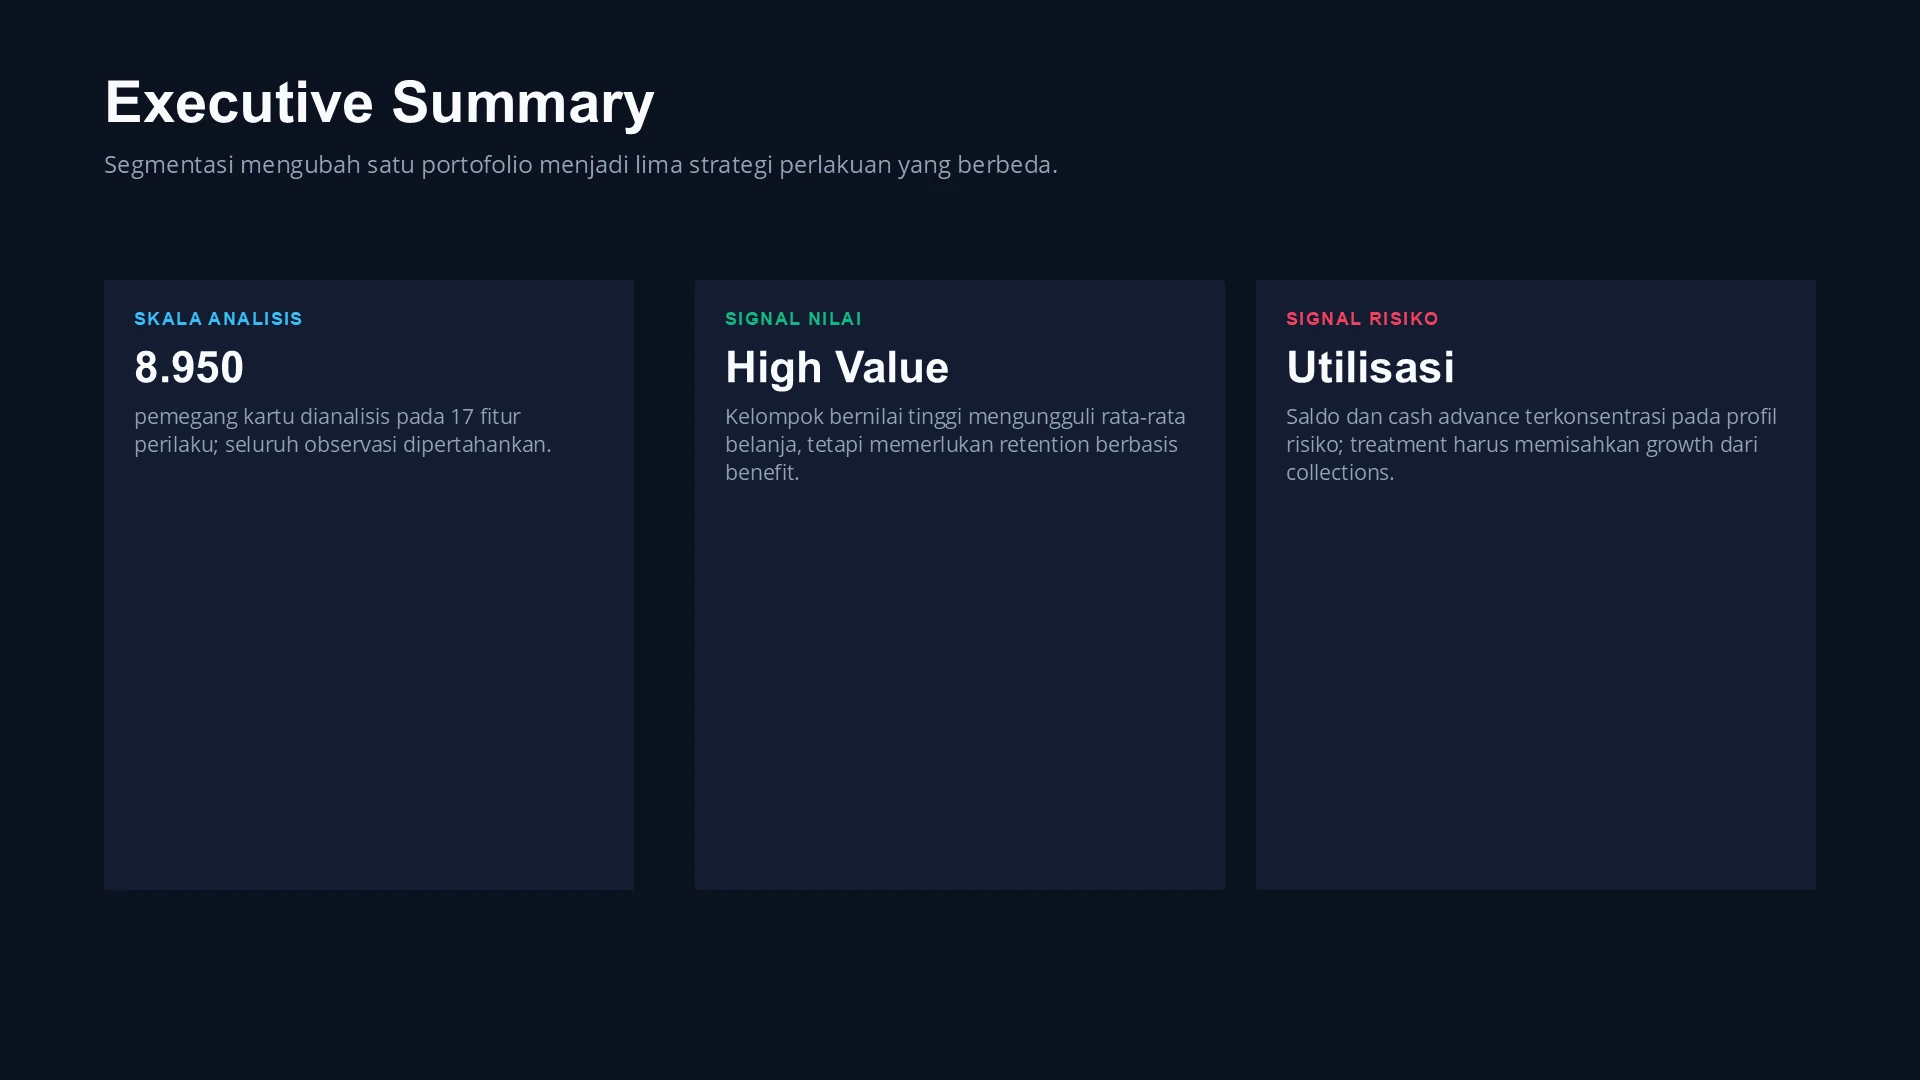 Executive Summary
Segmentasi mengubah satu portofolio menjadi lima strategi perlakuan yang berbeda.
SKALA ANALISIS
8.950
pemegang kartu dianalisis pada 17 fitur
perilaku; seluruh observasi dipertahankan.
SIGNAL NILAI
High Value
Kelompok bernilai tinggi mengungguli rata-rata
belanja, tetapi memerlukan retention berbasis
benefit.
SIGNAL RISIKO
Utilisasi
Saldo dan cash advance terkonsentrasi pada profil
risiko; treatment harus memisahkan growth dari
collections.